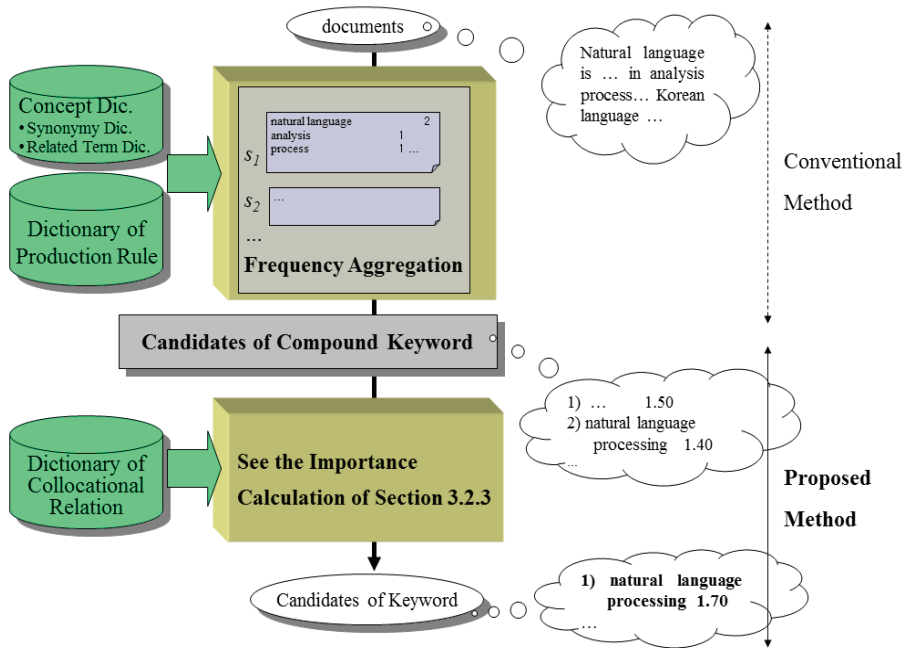 documents
Natural language
is … in analysis
process… Korean
language …
Concept Dic.
•Synonymy Dic.
•Related Term Dic.
Dictionary of
Production Rule
s1
natural language 2
analysis 1
process 1 …
s2
…
…
Frequency Aggregation
Conventional
Method
Candidates of Compound Keyword
1) … 1.50
2) natural language
processing 1.40
...
Dictionary of
Collocational
Relation
See the Importance
Calculation of Section 3.2.3
Proposed
Method
Candidates of Keyword
1) natural language
processing 1.70
…